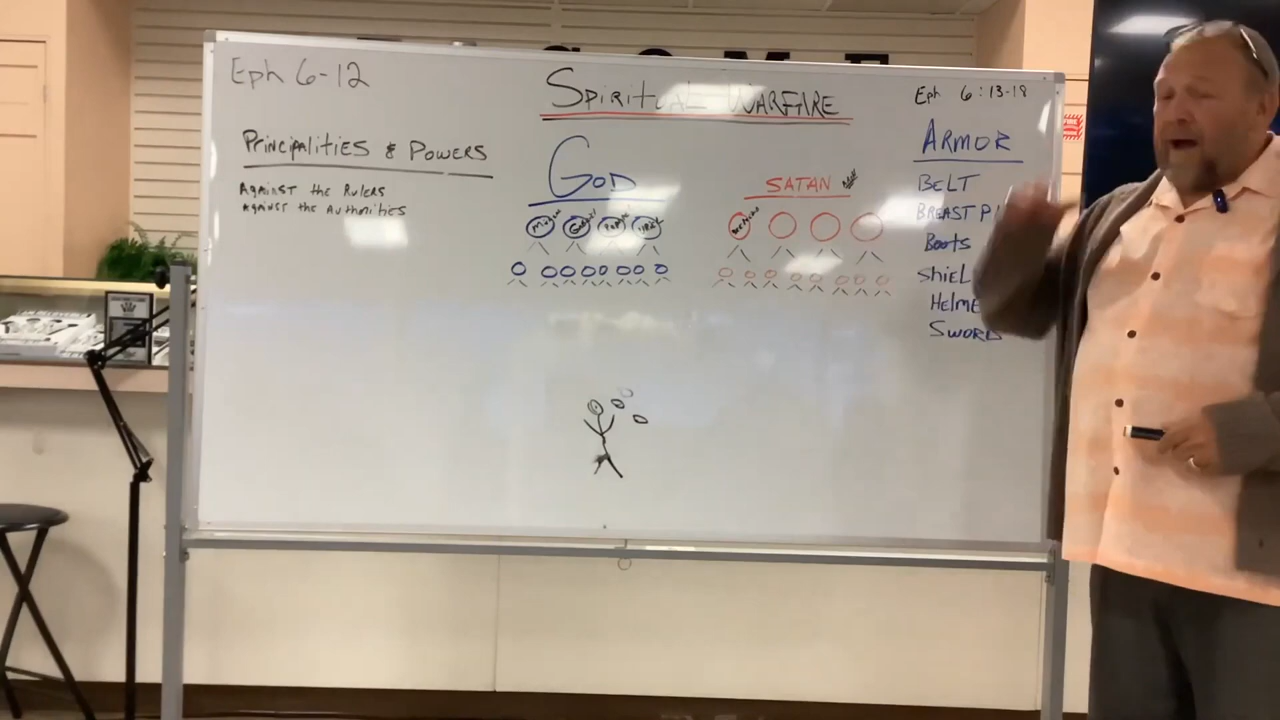 Eph 6-12
Spiritual WARFARE
Eph 6:13-18
Principalities & Powers
Against the Rulers
Against the Authorities
GOD
SATAN
ARMOR
BELT
BREAST P
Boots
Shiel
Helme
SWORD